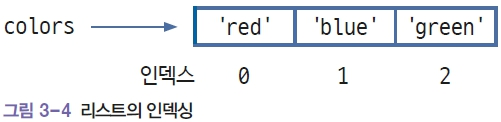 colors 'red' 'blue' 'green'
인덱스 0 1 2
그림 3-4 리스트의 인덱싱